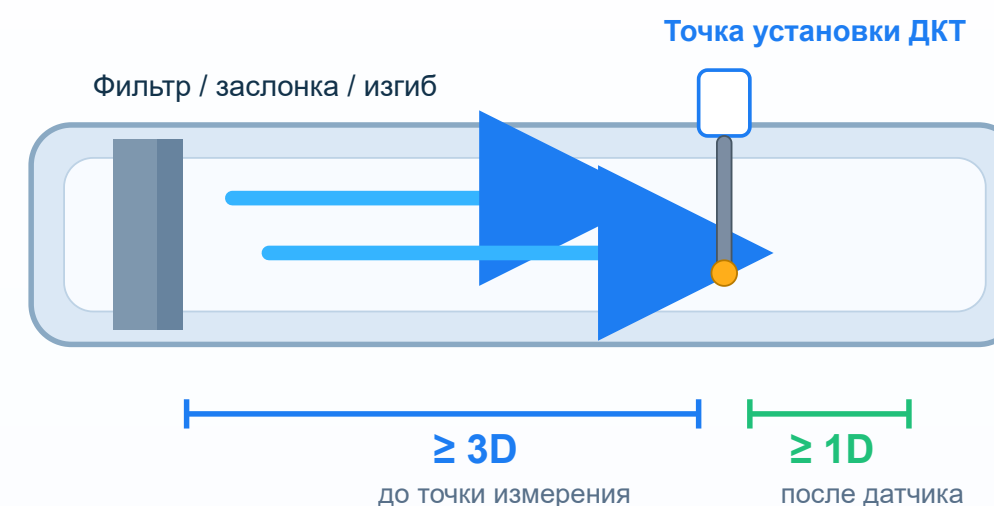 Точка установки ДКТ
Фильтр / заслонка / изгиб
≥ 3D
≥ 1D
до точки измерения
после датчика